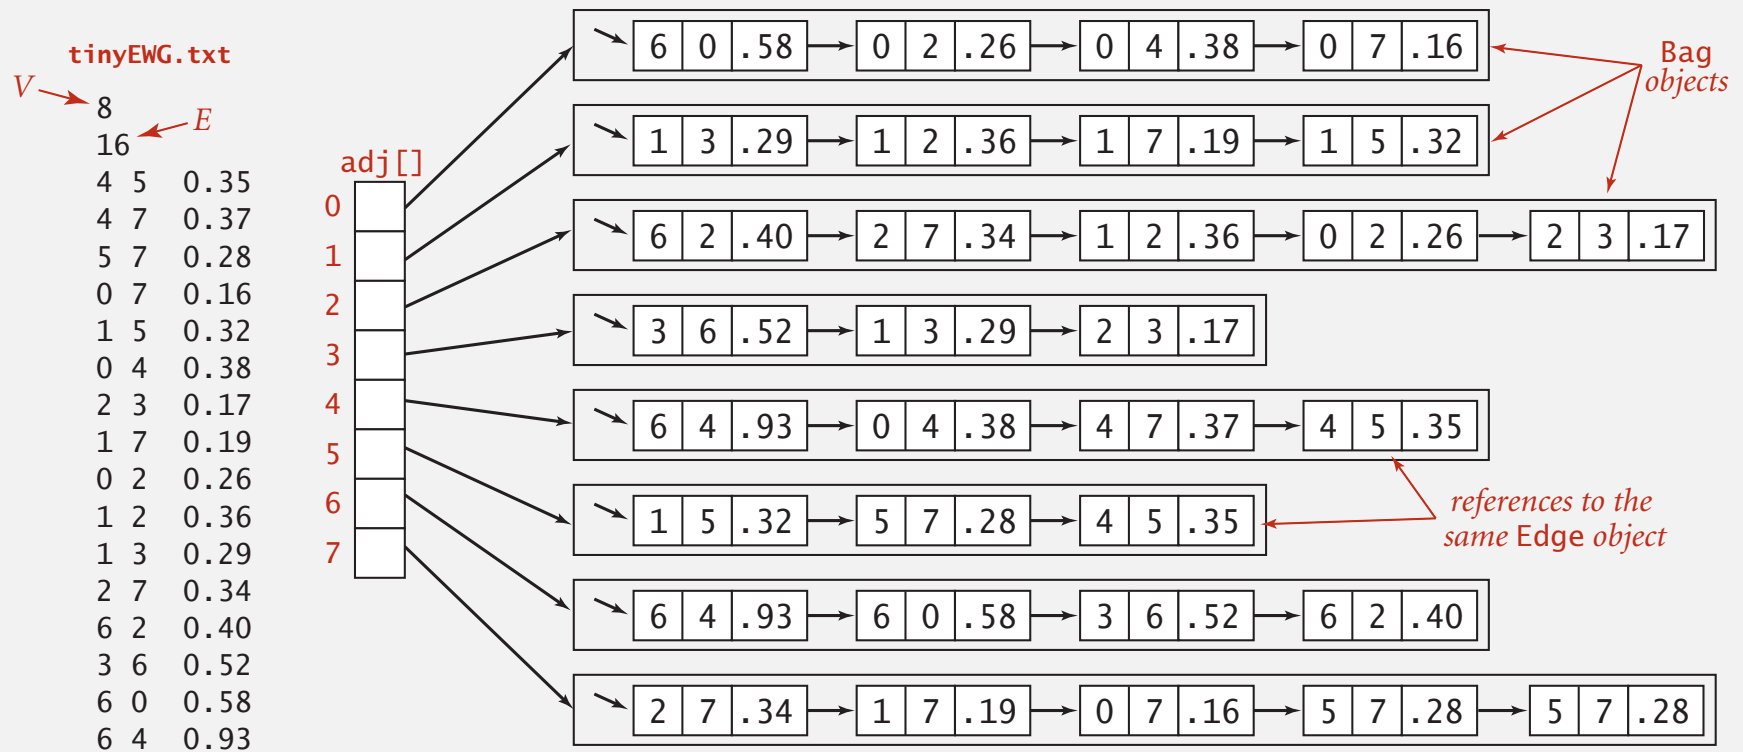 tinyEWG.txt
V
8
E
16
4 5 0.35
4 7 0.37
5 7 0.28
0 7 0.16
1 5 0.32
0 4 0.38
2 3 0.17
1 7 0.19
0 2 0.26
1 2 0.36
1 3 0.29
2 7 0.34
6 2 0.40
3 6 0.52
6 0 0.58
6 4 0.93
adj[]
0
1
2
3
4
5
6
7
6 0 .58 0 2 .26 0 4 .38 0 7 .16
1 3 .29 1 2 .36 1 7 .19 1 5 .32
6 2 .40 2 7 .34 1 2 .36 0 2 .26 2 3 .17
3 6 .52 1 3 .29 2 3 .17
6 4 .93 0 4 .38 4 7 .37 4 5 .35
1 5 .32 5 7 .28 4 5 .35
6 4 .93 6 0 .58 3 6 .52 6 2 .40
2 7 .34 1 7 .19 0 7 .16 5 7 .28 5 7 .28
Bag
objects
references to the
same Edge object